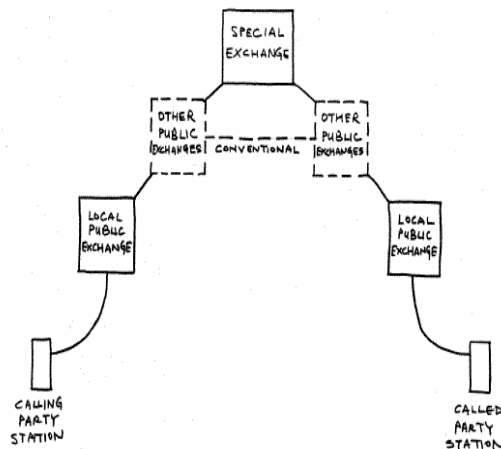 SPECIAL
EXCHANGE
OTHER
PUBLIC
EXCHANGES
CONVENTIONAL
OTHER
PUBLIC
EXCHANGES
LOCAL
PUBLIC
EXCHANGE
LOCAL
PUBLIC
EXCHANGE
CALLING
PARTY
STATION
CALLED
PARTY
STATION